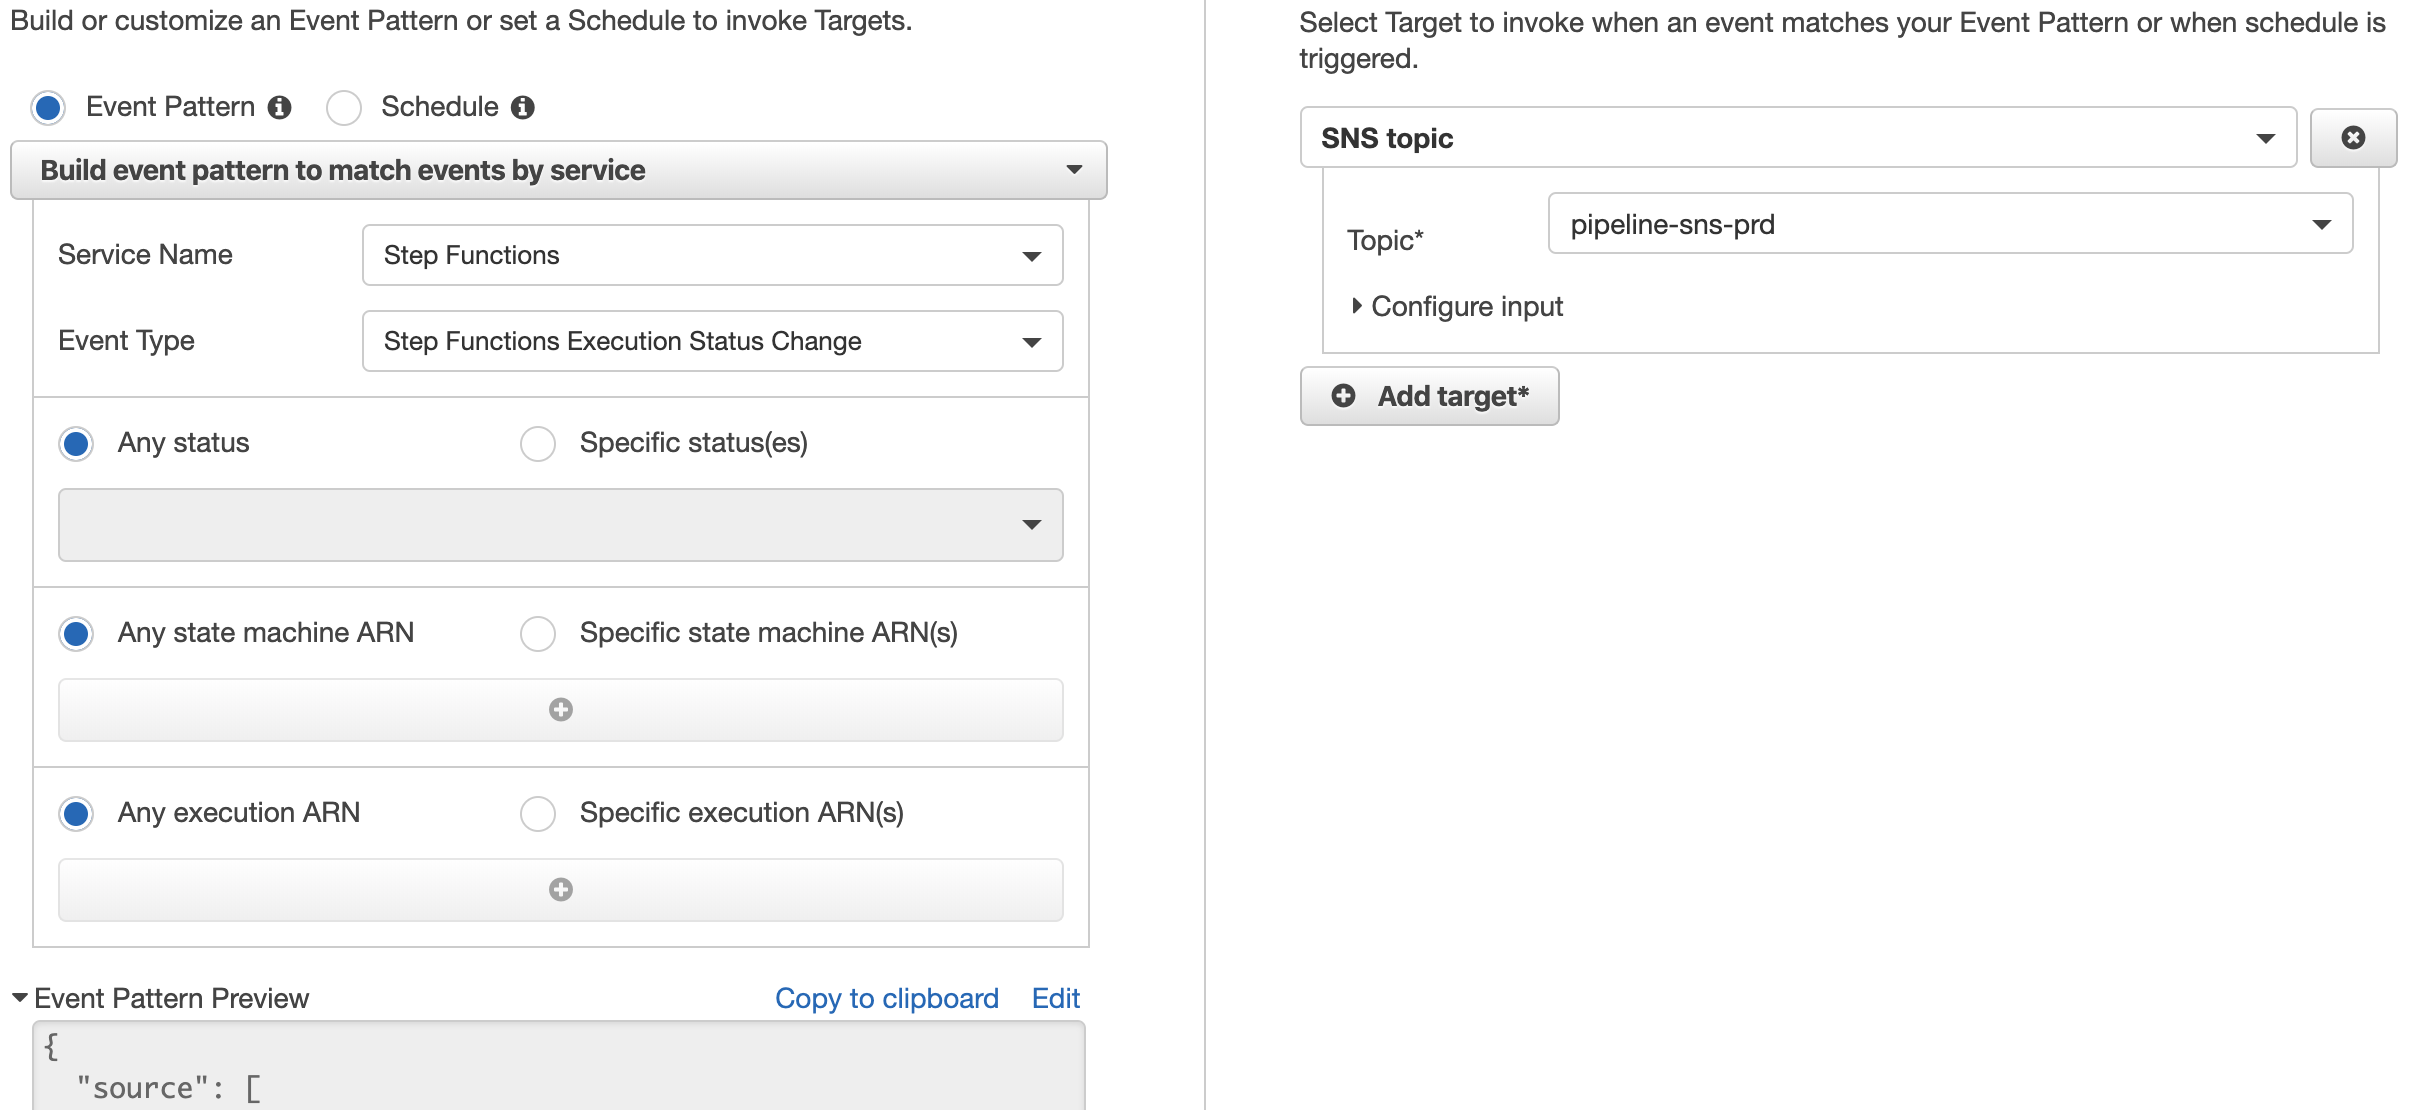 Build or customize an Event Pattern or set a Schedule to invoke Targets.
Event Pattern
Schedule
Build event pattern to match events by service
Service Name
Step Functions
Event Type
Step Functions Execution Status Change
Any status
Specific status(es)
Any state machine ARN
Specific state machine ARN(s)
Any execution ARN
Specific execution ARN(s)
Event Pattern Preview
Copy to clipboard
Edit
{
"source": [
Select Target to invoke when an event matches your Event Pattern or when schedule is
triggered.
SNS topic
Topic*
pipeline-sns-prd
Configure input
Add target*